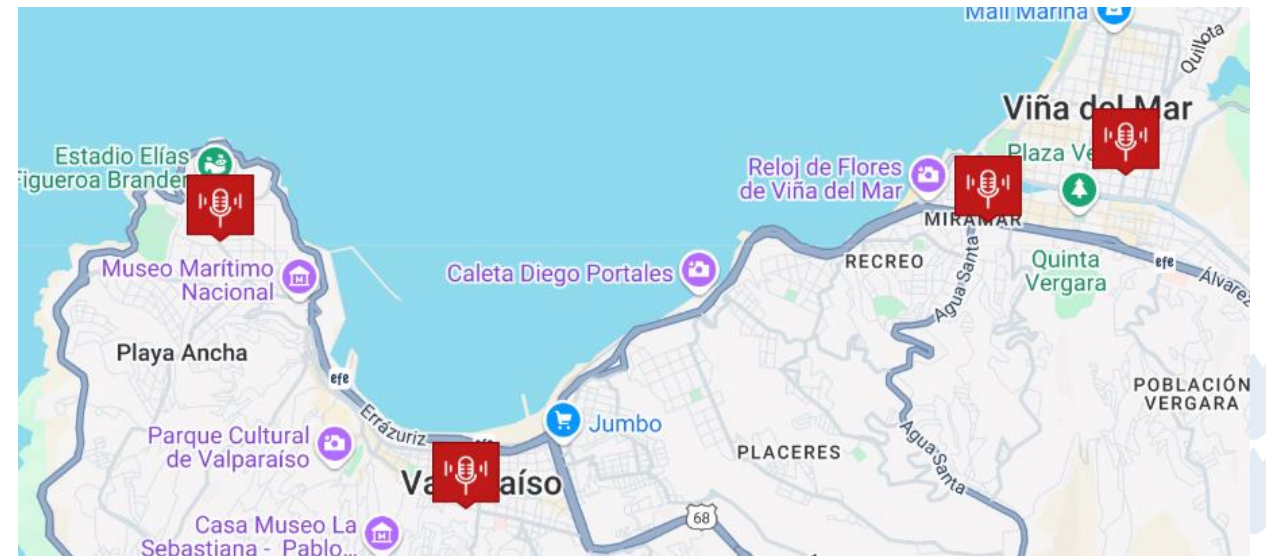 Mall Marina
Quillota
Viña del Mar
Estadio Elías
Figueroa Brander
Plaza Ve
Reloj de Flores
de Viña del Mar
MIRAMAR
RECREO
Agua Santa
Quinta
Vergara
efe
Álvarez
Museo Marítimo
Nacional
Caleta Diego Portales
Playa Ancha
efe
POBLACIÓN
VERGARA
Errázuriz
Jumbo
Parque Cultural
de Valparaíso
Agua Santa
PLACERES
Va aíso
68
Casa Museo La
Sebastiana - Pablo...